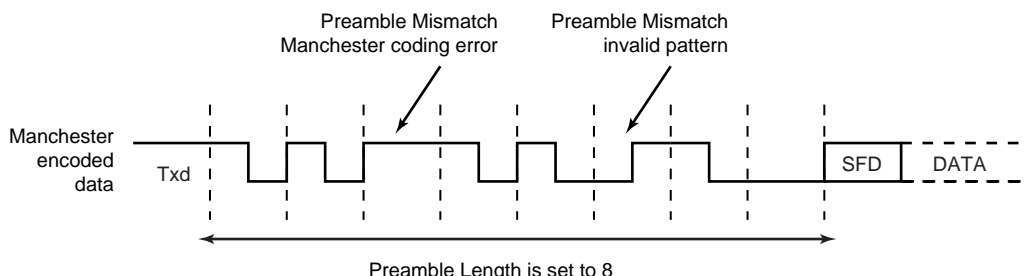 Preamble Mismatch
Manchester coding error
Preamble Mismatch
invalid pattern
Manchester
encoded
data
Txd
SFD
DATA
Preamble Length is set to 8